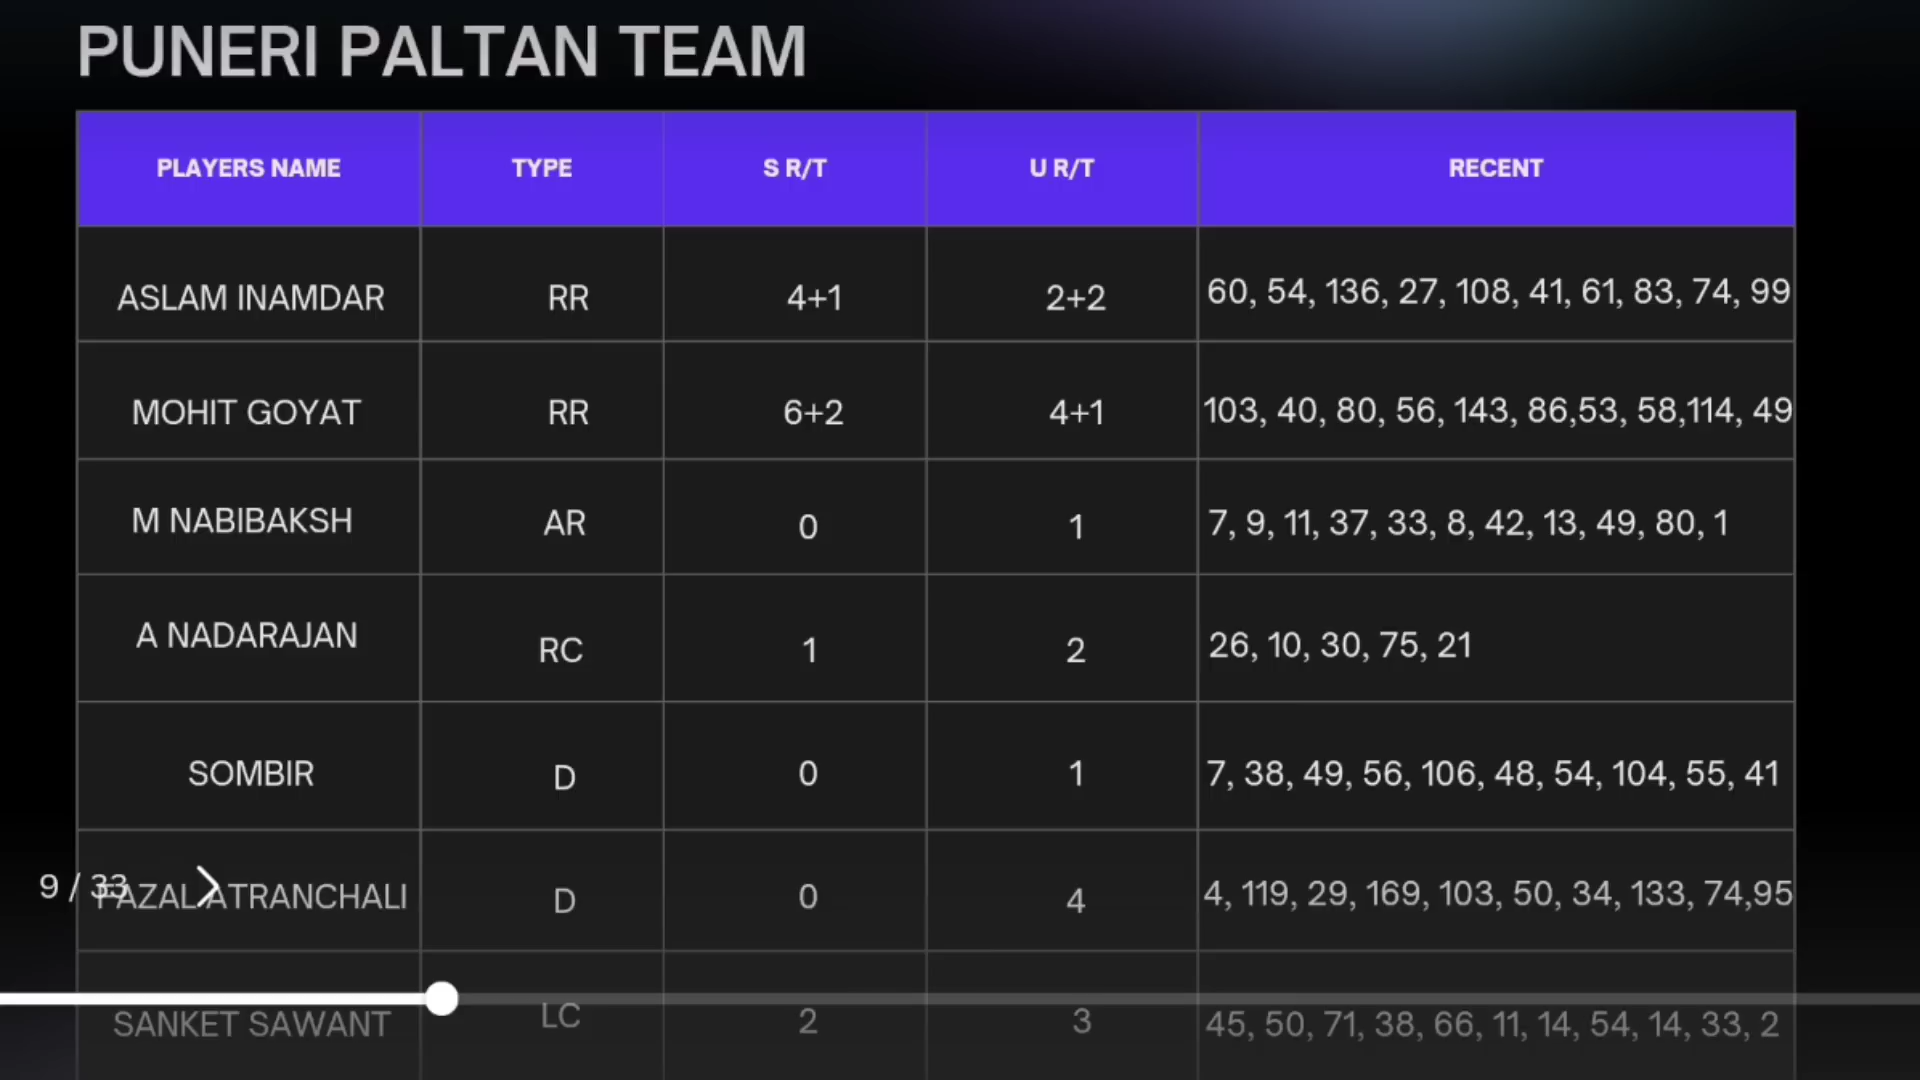 PUNERI PALTAN TEAM
PLAYERS NAME TYPE S R/T U R/T RECENT
ASLAM INAMDAR RR 4+1 2+2 60, 54, 136, 27, 108, 41, 61, 83, 74, 99
MOHIT GOYAT RR 6+2 4+1 103, 40, 80, 56, 143, 86,53, 58,114, 49
M NABIBAKSH AR 0 1 7, 9, 11, 37, 33, 8, 42, 13, 49, 80, 1
A NADARAJAN RC 1 2 26, 10, 30, 75, 21
SOMBIR D 0 1 7, 38, 49, 56, 106, 48, 54, 104, 55, 41
9 / 33
FAZAL ATRANCHALI D 0 4 4, 119, 29, 169, 103, 50, 34, 133, 74,95
SANKET SAWANT LC 2 3 45, 50, 71, 38, 66, 11, 14, 54, 14, 33, 2